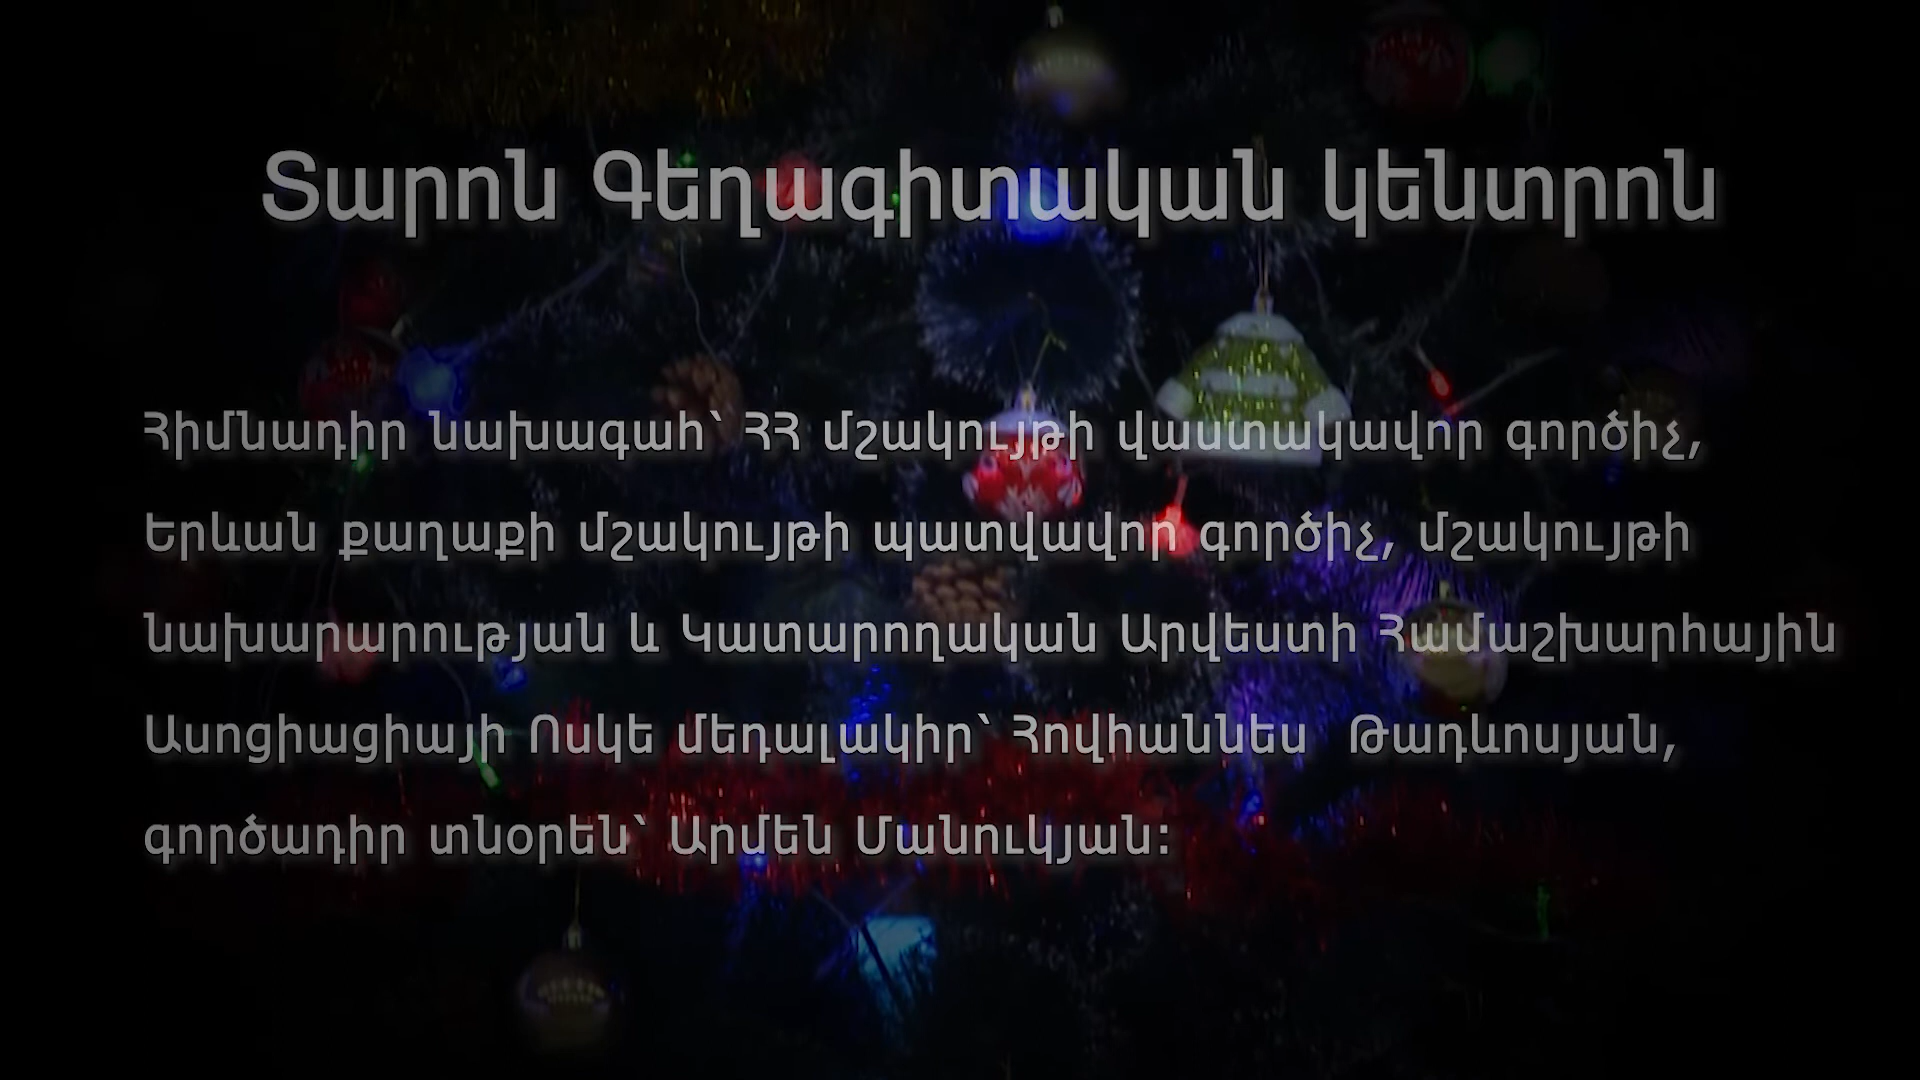 Տարոն Գեղագիտական կենտրոն
Հիմնադիր նախագահ՝ ՀՀ մշակույթի վաստակավոր գործիչ,
Երևան քաղաքի մշակույթի պատվավոր գործիչ, մշակույթի
նախարարության և Կատարողական Արվեստի Համաշխարհային
Ասոցիացիայի Ոսկե մեդալակիր՝ Հովհաննես Թադևոսյան,
գործադիր տնօրեն՝ Արմեն Մանուկյան: